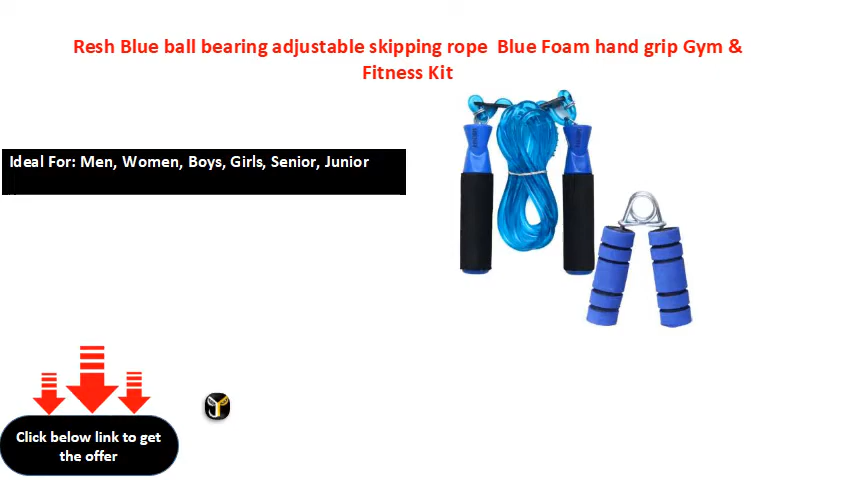 Resh Blue ball bearing adjustable skipping rope  Blue Foam hand grip Gym &
Fitness Kit
Ideal For: Men, Women, Boys, Girls, Senior, Junior
Click below link to get
the offer